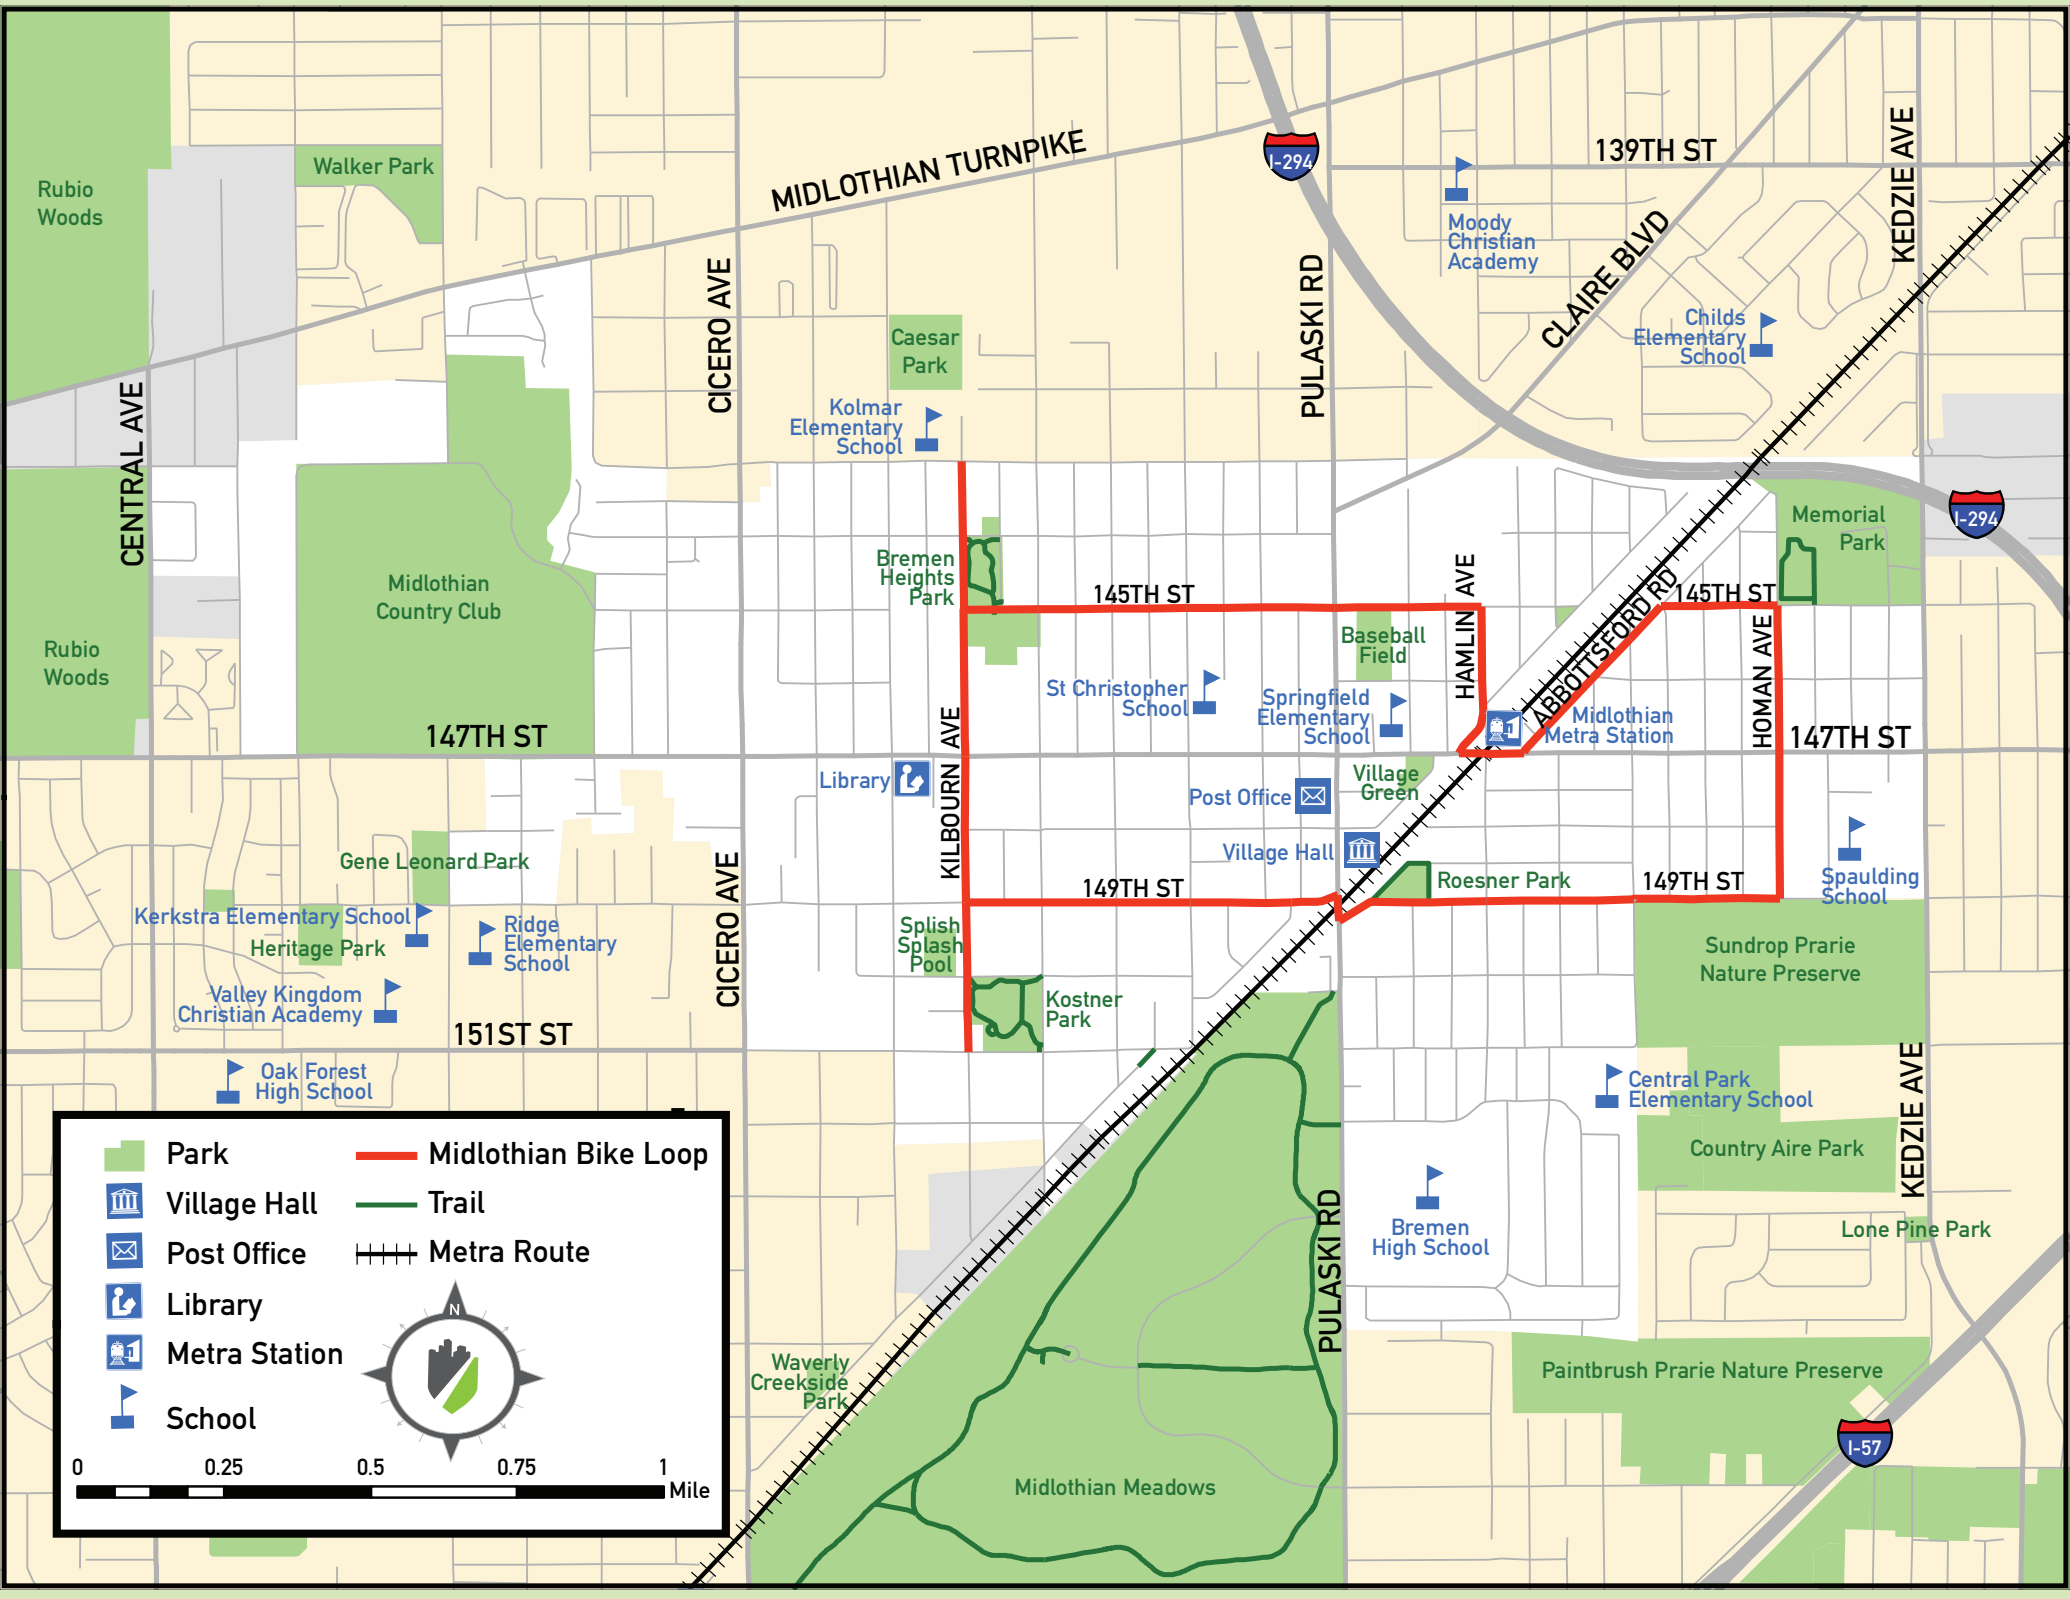 MIDLOTHIAN TURNPIKE
139TH ST
KEDZIE AVE
Walker Park
Rubio
Woods
I-294
Moody
Christian
Academy
CLAIRE BLVD
CICERO AVE
PULASKI RD
Childs
Elementary
School
Caesar
Park
CENTRAL AVE
Kolmar
Elementary
School
I-294
Memorial
Park
Bremen
Heights
Park
Midlothian
Country Club
145TH ST
HAMLIN AVE
ABBOTTSFORD RD
145TH ST
HOMAN AVE
Baseball
Field
Rubio
Woods
St Christopher
School
Springfield
Elementary
School
Midlothian
Metra Station
147TH ST
147TH ST
KILBOURN AVE
Library
Village
Green
Post Office
Village Hall
Gene Leonard Park
149TH ST
Roesner Park
149TH ST
Spaulding
School
CICERO AVE
Kerkstra Elementary School
Heritage Park
Ridge
Elementary
School
Splish
Splash
Pool
Sundrop Prarie
Nature Preserve
Valley Kingdom
Christian Academy
Kostner
Park
151ST ST
Oak Forest
High School
Central Park
Elementary School
KEDZIE AVE
Country Aire Park
PULASKI RD
Bremen
High School
Lone Pine Park
Waverly
Creekside
Park
Paintbrush Prarie Nature Preserve
I-57
Midlothian Meadows
Park
Village Hall
Post Office
Library
Metra Station
School
Midlothian Bike Loop
Trail
Metra Route
N
0 0.25 0.5 0.75 1
Mile